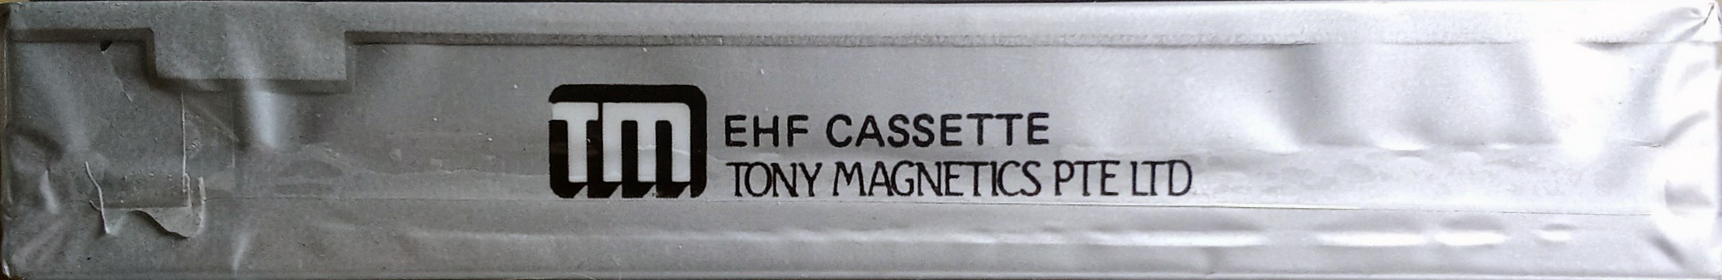 TM
EHF CASSETTE
TONY MAGNETICS PTE LTD